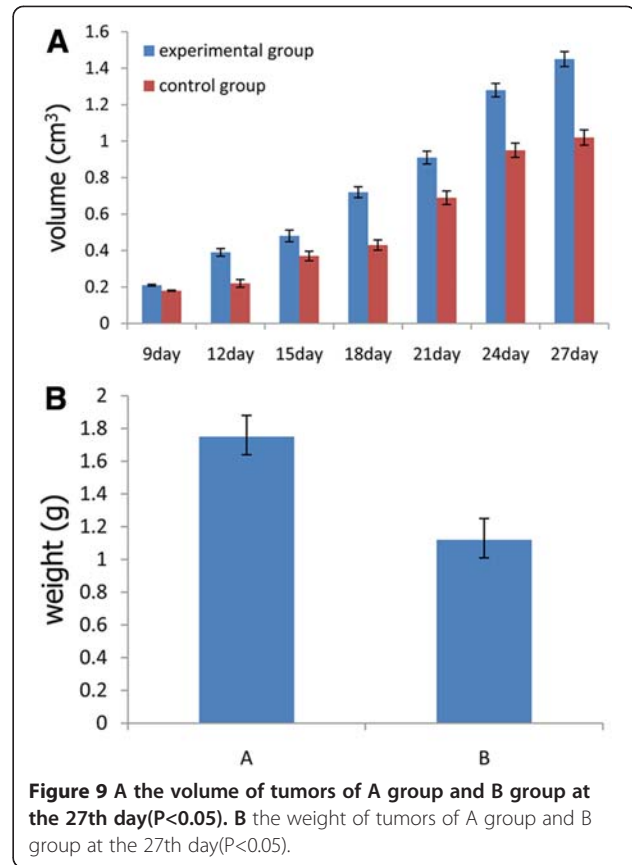 A
experimental group
control group
volume (cm³)
1.6
1.4
1.2
1
0.8
0.6
0.4
0.2
0
9day 12day 15day 18day 21day 24day 27day
B
weight (g)
2
1.8
1.6
1.4
1.2
1
0.8
0.6
0.4
0.2
0
A B
Figure 9 A the volume of tumors of A group and B group at
the 27th day(P<0.05). B the weight of tumors of A group and B
group at the 27th day(P<0.05).